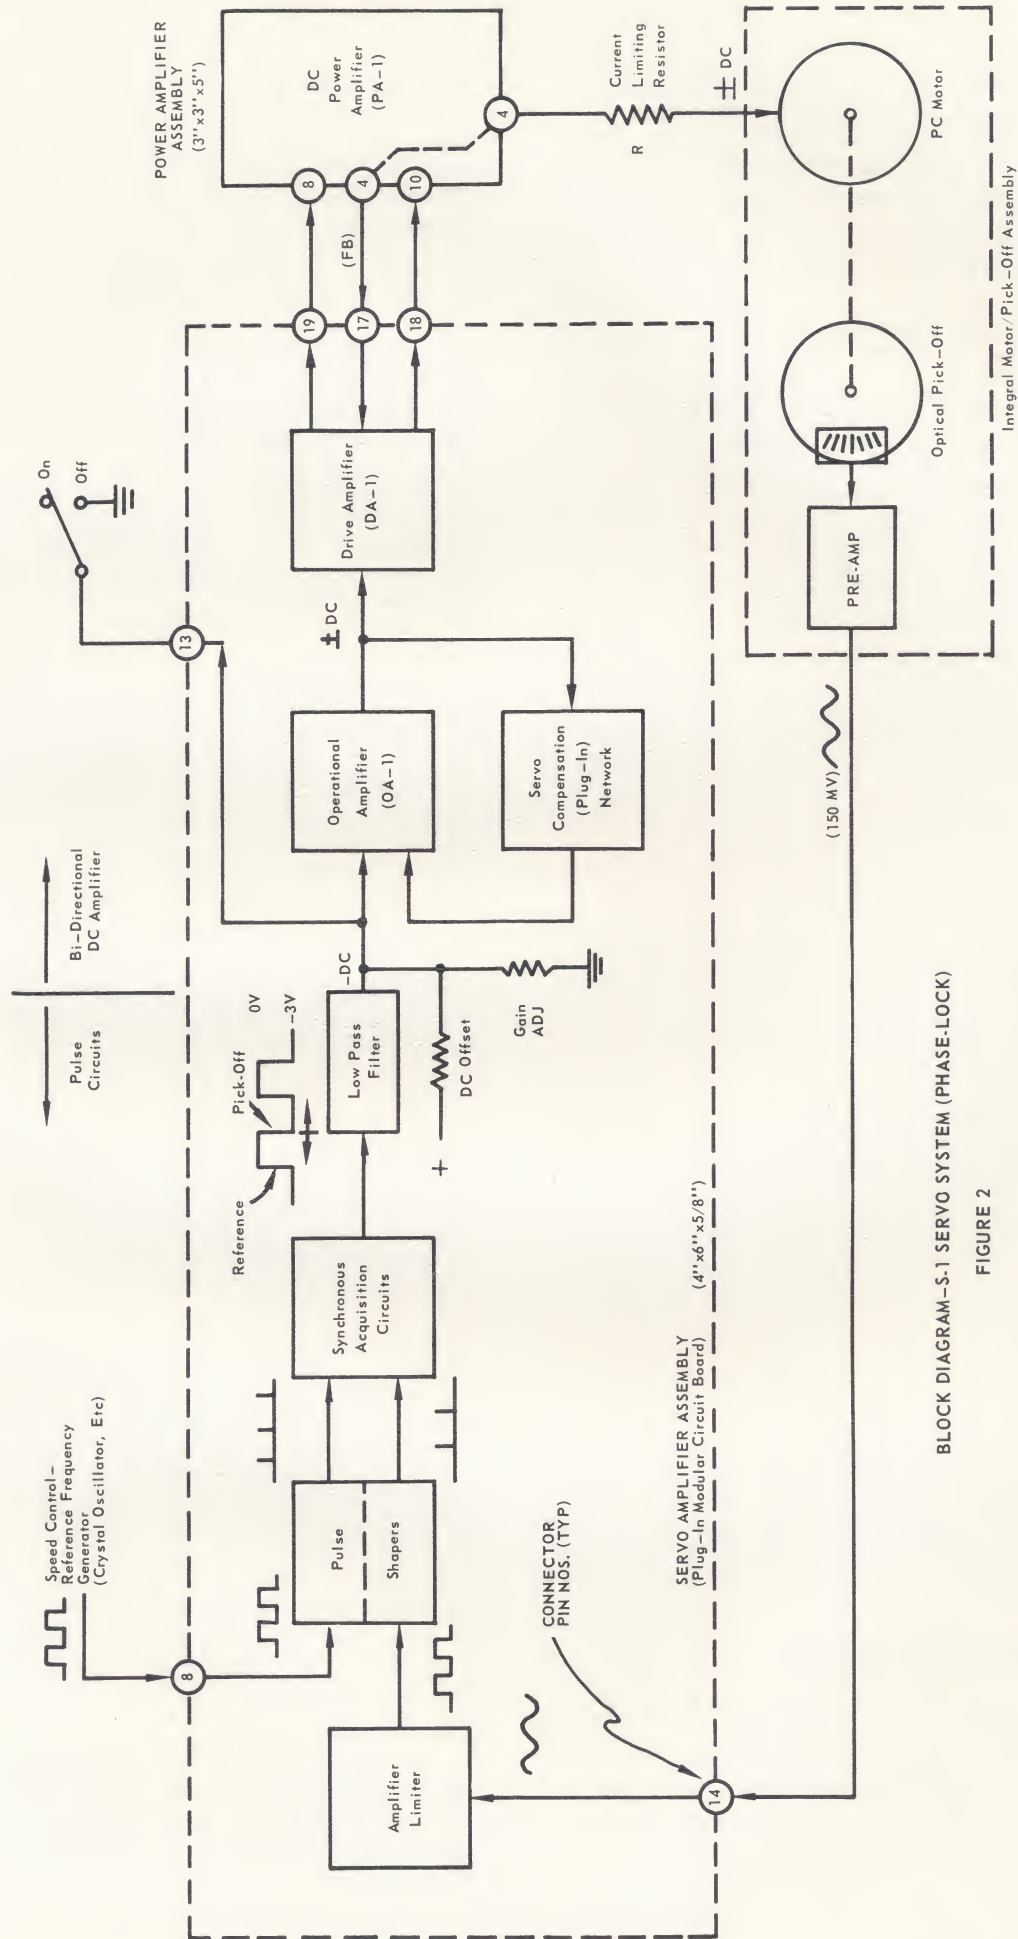 Speed Control–
Reference Frequency
Generator
(Crystal Oscillator, Etc)
Pulse
Circuits
Bi–Directional
DC Amplifier
On
Off
POWER AMPLIFIER
ASSEMBLY
(3''x3''x5'')
8
13
Reference
Pick-Off
0V
-3V
Pulse
Shapers
Synchronous
Acquisition
Circuits
Low Pass
Filter
–DC
Operational
Amplifier
(OA–1)
± DC
Drive Amplifier
(DA–1)
19
17
18
(FB)
8
4
10
DC
Power
Amplifier
(PA–1)
4
Amplifier
Limiter
+
DC Offset
Gain
ADJ
Servo
Compensation
(Plug–In)
Network
Current
Limiting
Resistor
R
± DC
CONNECTOR
PIN NOS. (TYP)
14
SERVO AMPLIFIER ASSEMBLY
(Plug–In Modular Circuit Board)
(4''x6''x5/8'')
(150 MV)
PRE-AMP
Optical Pick–Off
PC Motor
Integral Motor/Pick–Off Assembly
BLOCK DIAGRAM–S-1 SERVO SYSTEM (PHASE-LOCK)
FIGURE 2